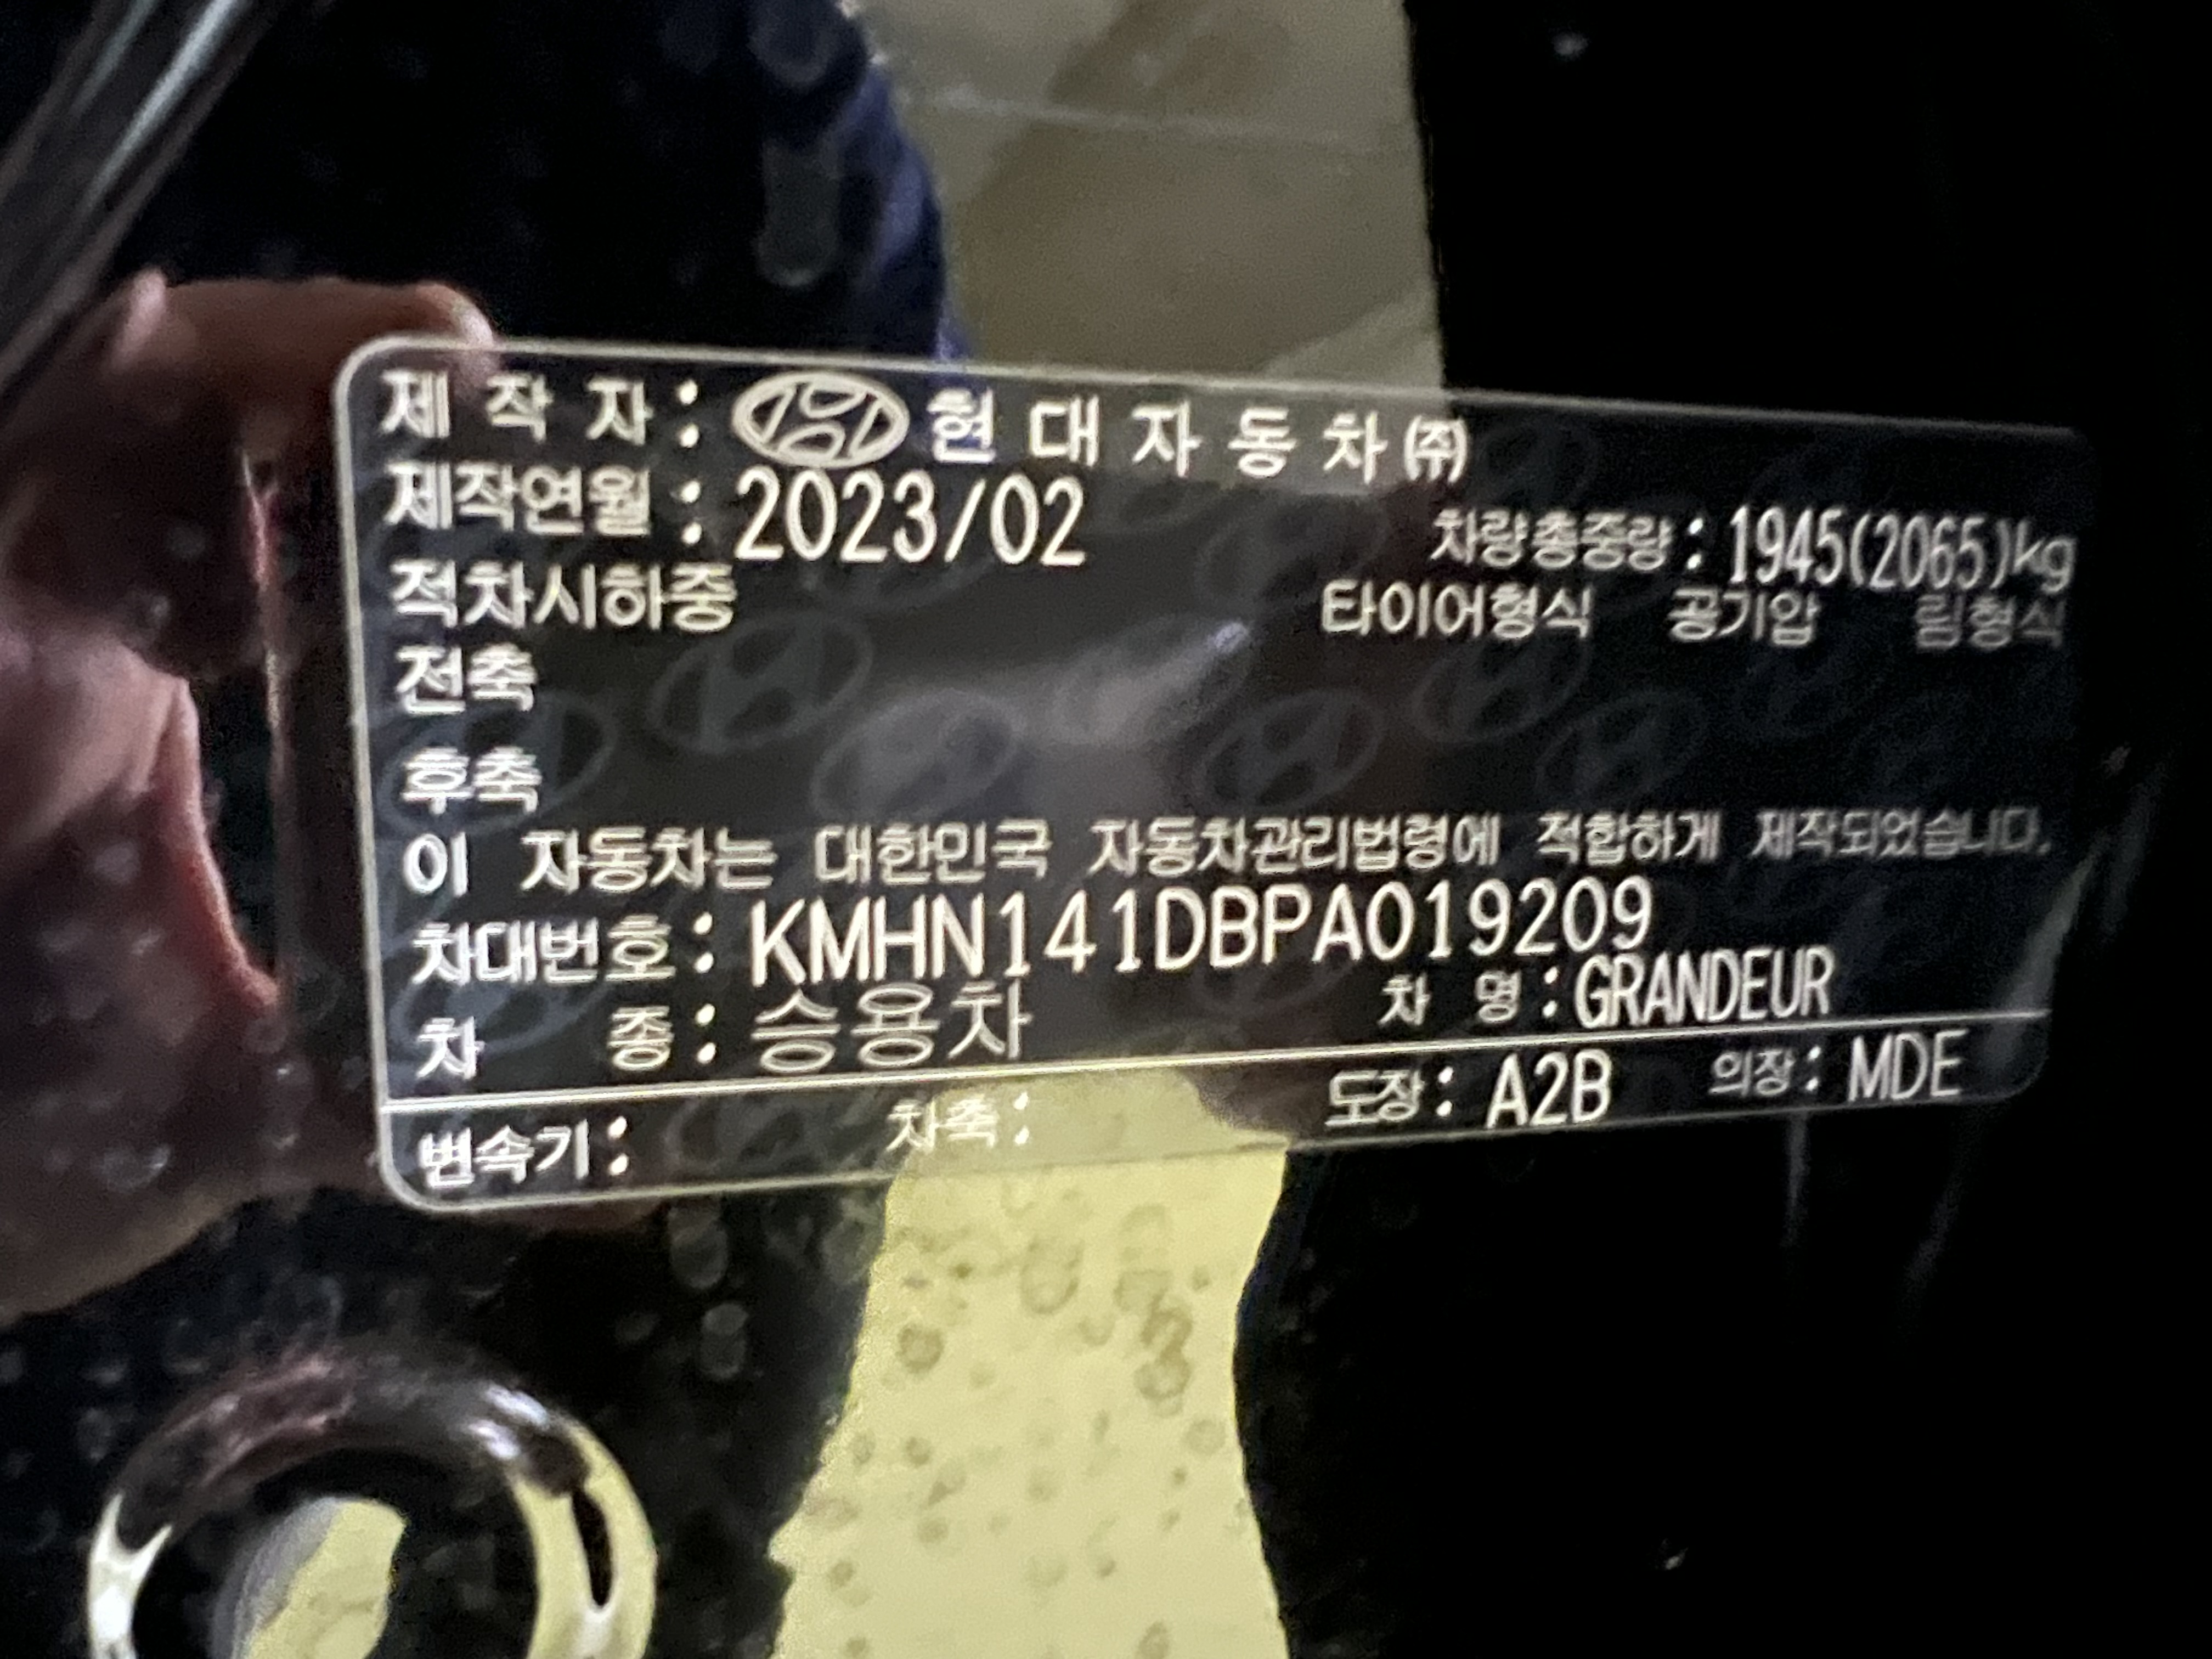 제 작 자 : 현 대 자 동 차 ㈜
제작연월 : 2023/02
차량총중량 : 1945(2065)kg
적차시하중 타이어형식 공기압 림형식
전축
후축
이 자동차는 대한민국 자동차관리법령에 적합하게 제작되었습니다.
차대번호 : KMHN141DBPA019209
차 종 : 승용차 차 명 : GRANDEUR
변속기 : 차축 : 도장 : A2B 의장 : MDE